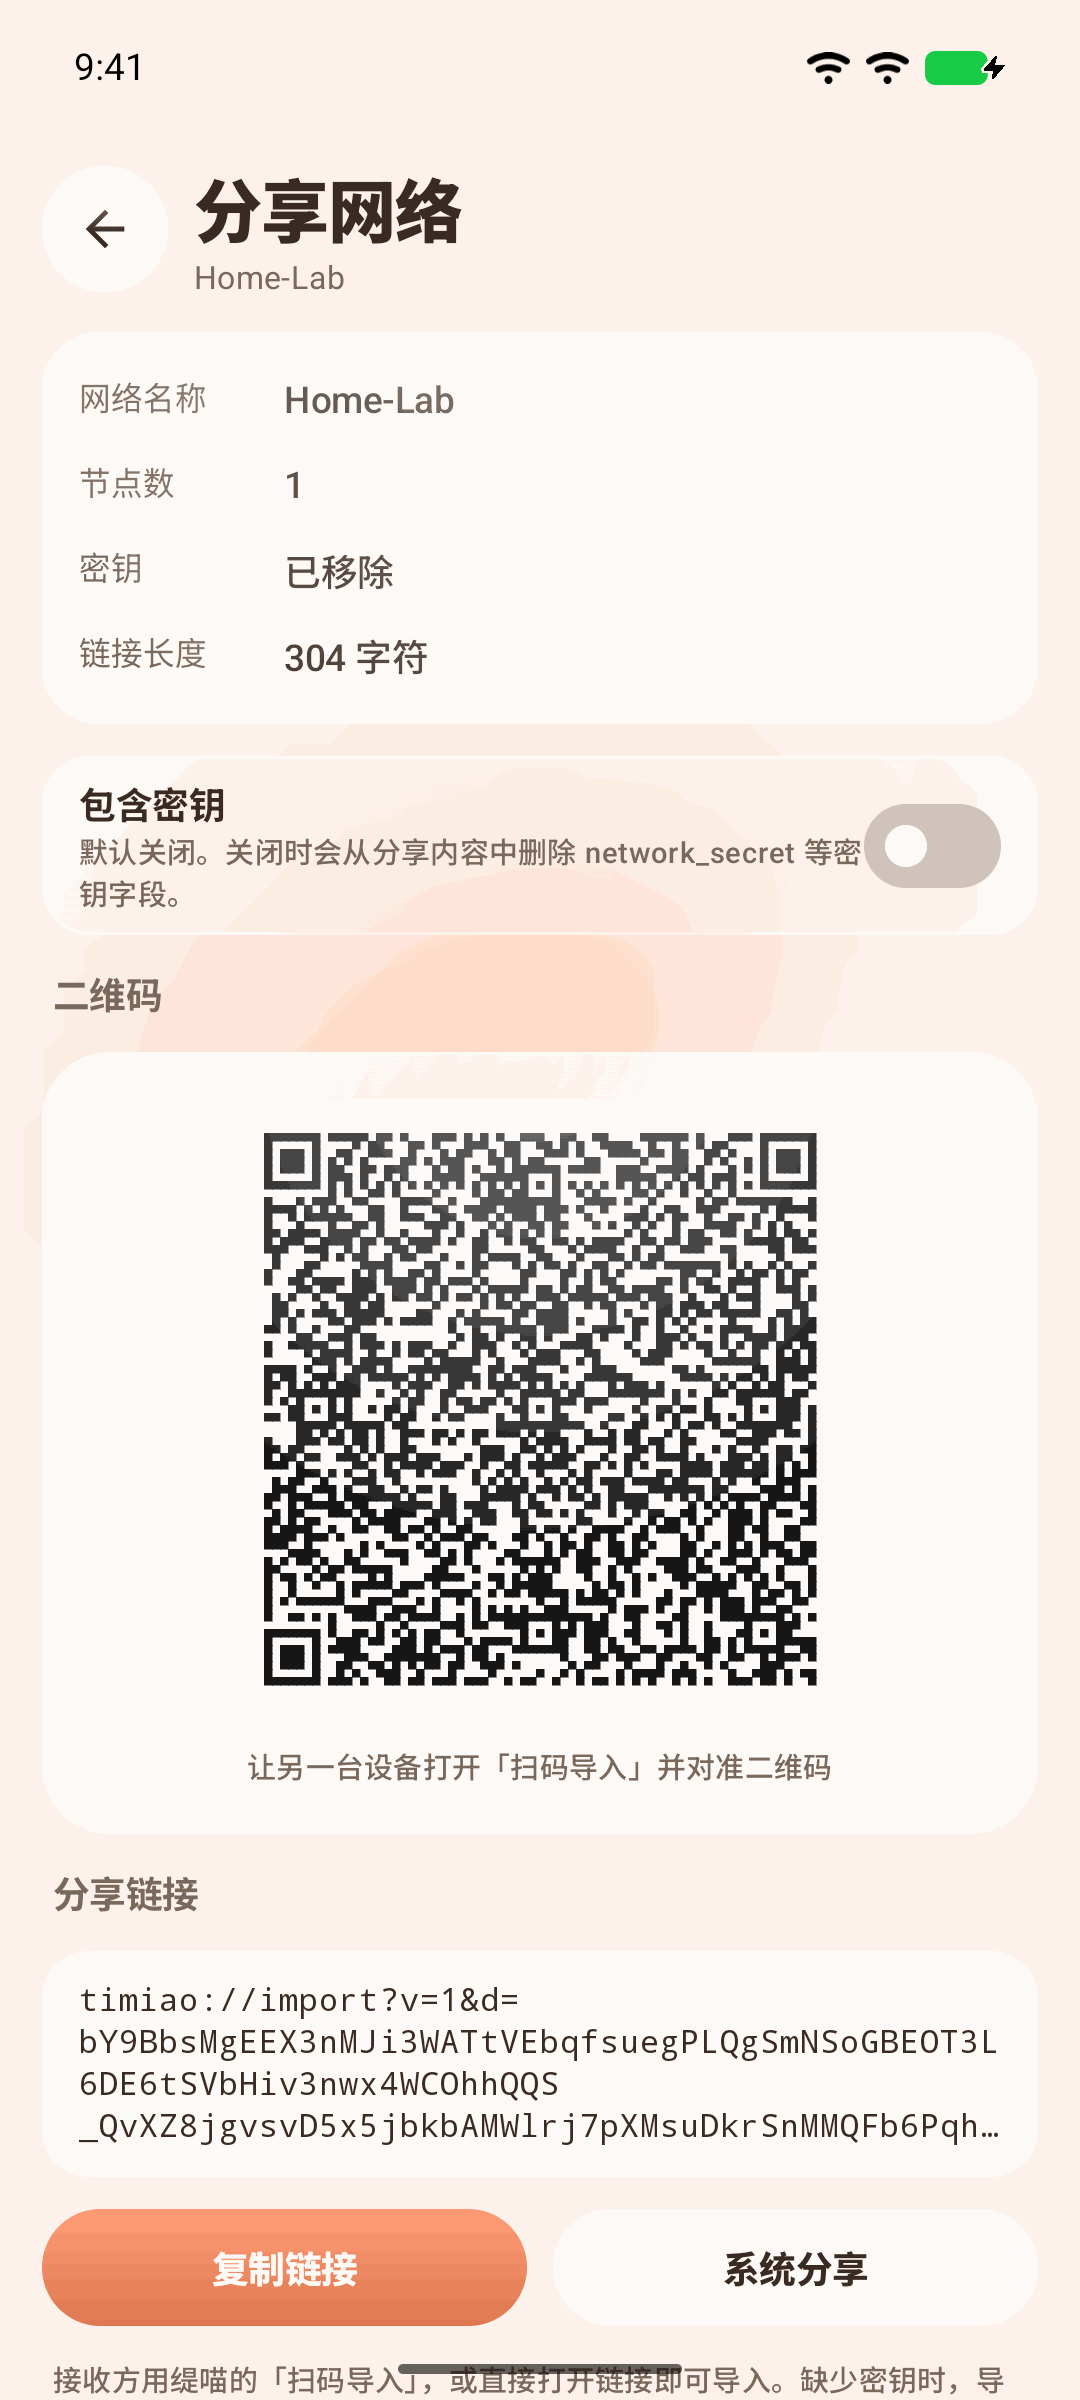 9:41
分享网络
Home-Lab
网络名称 Home-Lab
节点数 1
密钥 已移除
链接长度 304 字符
包含密钥
默认关闭。关闭时会从分享内容中删除 network_secret 等密
钥字段。
二维码
让另一台设备打开「扫码导入」并对准二维码
分享链接
timiao://import?v=1&d=
bY9BbsMgEEX3nMJi3WATtVEbqfsuegPLQgSmNSoGBEOT3L
6DE6tSVbHiv3nwx4WCOhhQQS
_QvXZ8jgvsvD5x5jbkbAMWlrj7pXMsuDkrSnMMQFb6Pqh…
复制链接
系统分享
接收方用缇喵的「扫码导入」，或直接打开链接即可导入。缺少密钥时，导